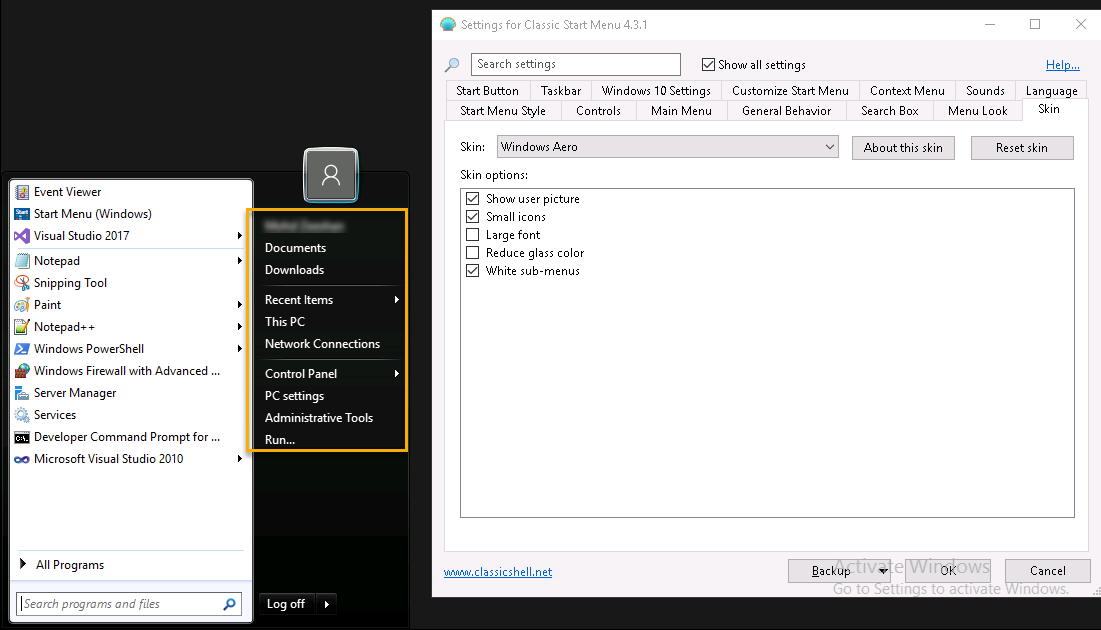 Settings for Classic Start Menu 4.3.1
Search settings
Show all settings
Help...
Start Button
Taskbar
Windows 10 Settings
Customize Start Menu
Context Menu
Sounds
Language
Start Menu Style
Controls
Main Menu
General Behavior
Search Box
Menu Look
Skin
Skin:
Windows Aero
About this skin
Reset skin
Skin options:
Show user picture
Small icons
Large font
Reduce glass color
White sub-menus
www.classicshell.net
Backup
OK
Cancel
Activate Windows
Go to Settings to activate Windows.
Event Viewer
Start
Start Menu (Windows)
Visual Studio 2017
Notepad
Snipping Tool
Paint
Notepad++
Windows PowerShell
Windows Firewall with Advanced ...
Server Manager
Services
Developer Command Prompt for ...
Microsoft Visual Studio 2010
All Programs
Search programs and files
Documents
Downloads
Recent Items
This PC
Network Connections
Control Panel
PC settings
Administrative Tools
Run...
Log off